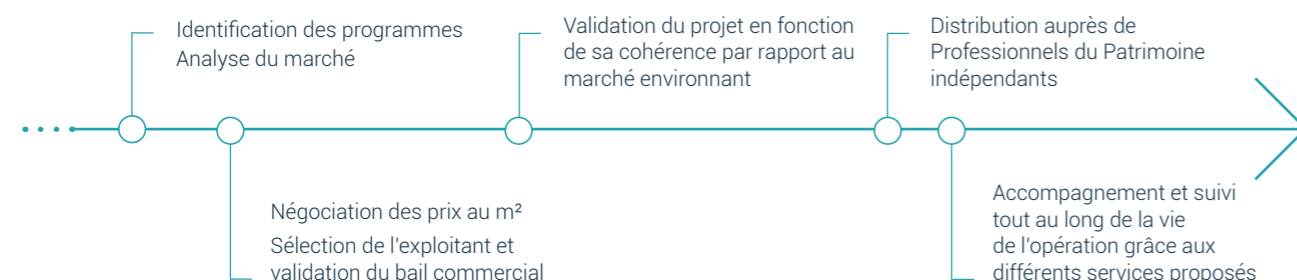 Identification des programmes
Analyse du marché
Négociation des prix au m²
Sélection de l'exploitant et
validation du bail commercial
Validation du projet en fonction
de sa cohérence par rapport au
marché environnant
Distribution auprès de
Professionnels du Patrimoine
indépendants
Accompagnement et suivi
tout au long de la vie
de l'opération grâce aux
différents services proposés